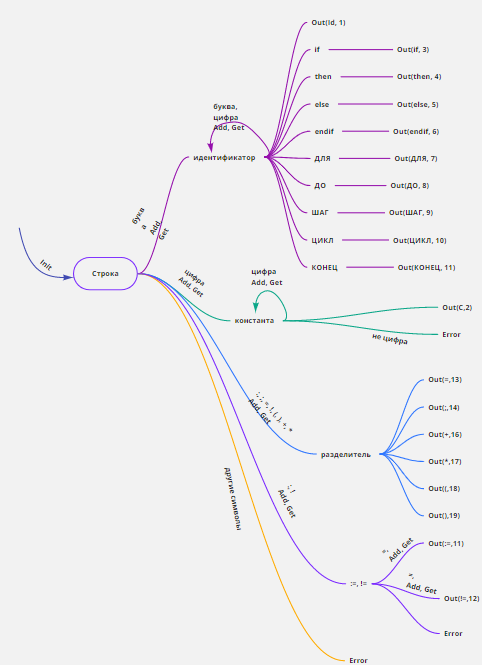 Out(Id, 1)
if
Out(if, 3)
then
Out(then, 4)
else
Out(else, 5)
endif
Out(endif, 6)
буква,
цифра
Add, Get
идентификатор
ДЛЯ
Out(ДЛЯ, 7)
ДО
Out(ДО, 8)
ШАГ
Out(ШАГ, 9)
ЦИКЛ
Out(ЦИКЛ, 10)
КОНЕЦ
Out(КОНЕЦ, 11)
букв
а Add,
Get
Init
Строка
цифра
Add, Get
цифра
Add, Get
константа
Out(C,2)
не цифра
Error
Add, Get
разделитель
Out(=,13)
Out(;,14)
Out(+,16)
Out(*,17)
Out((,18)
Out(),19)
другие символы
Add, Get
:=, !=
=,
Add, Get
Out(:=,11)
Add, Get
Out(!=,12)
Error
Error